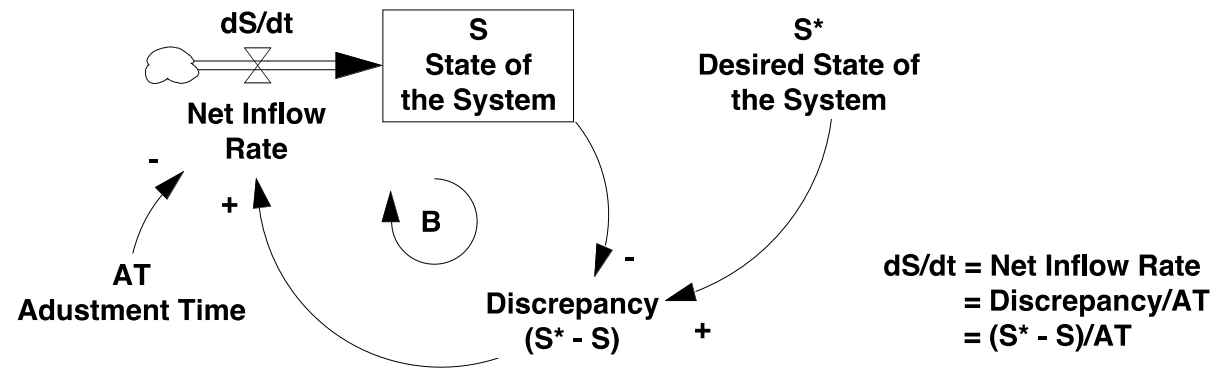 dS/dt
Net Inflow
Rate
S
State of
the System
S*
Desired State of
the System
-
+
AT
Adustment Time
B
-
Discrepancy
(S* - S)
+
dS/dt = Net Inflow Rate
= Discrepancy/AT
= (S* - S)/AT